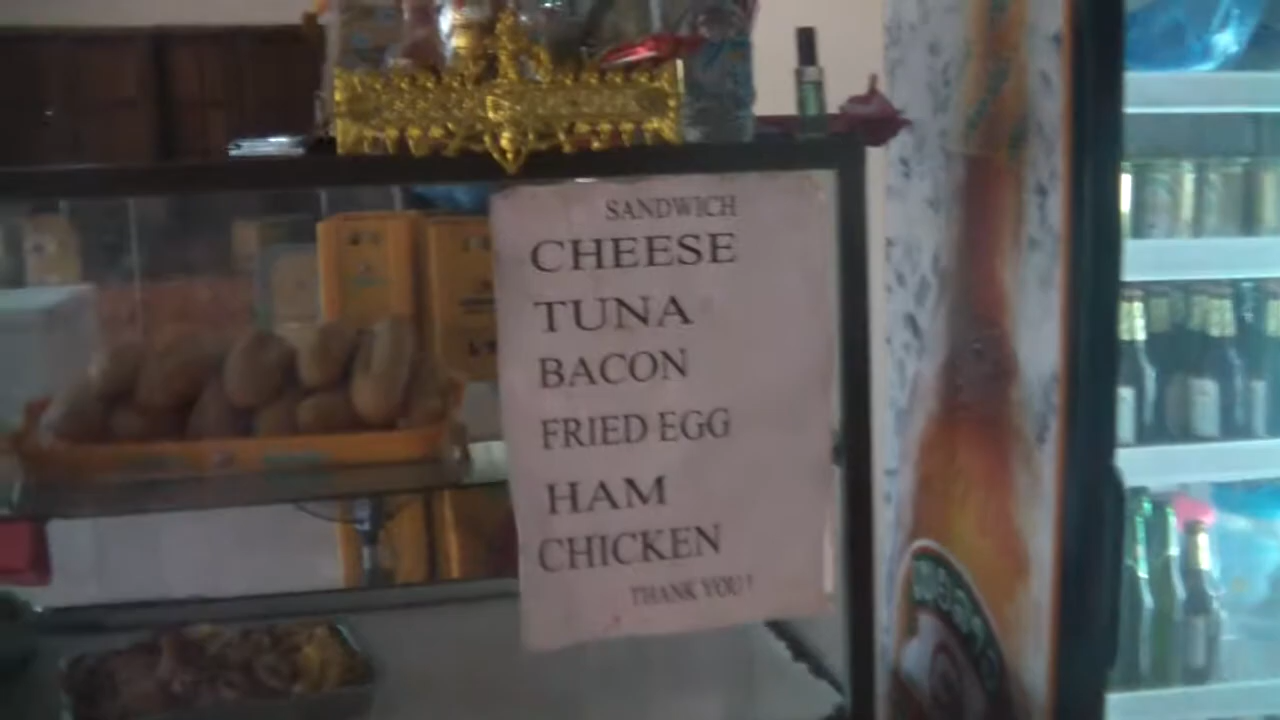 SANDWICH
CHEESE
TUNA
BACON
FRIED EGG
HAM
CHICKEN
THANK YOU !